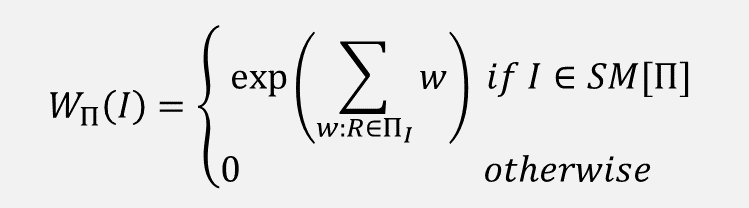 W_Π(I) = { exp(∑_{w:R∈Π_I} w) if I ∈ SM[Π]
0 otherwise